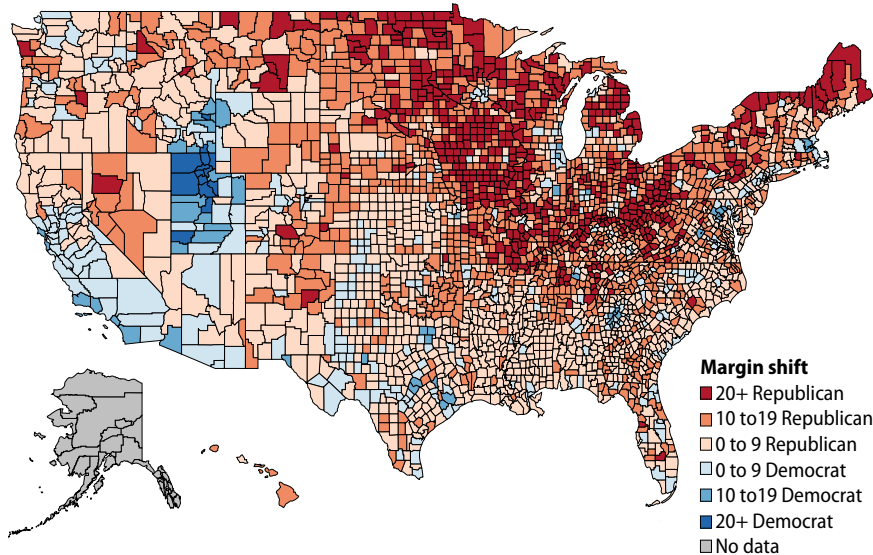 Margin shift
20+ Republican
10 to19 Republican
0 to 9 Republican
0 to 9 Democrat
10 to19 Democrat
20+ Democrat
No data